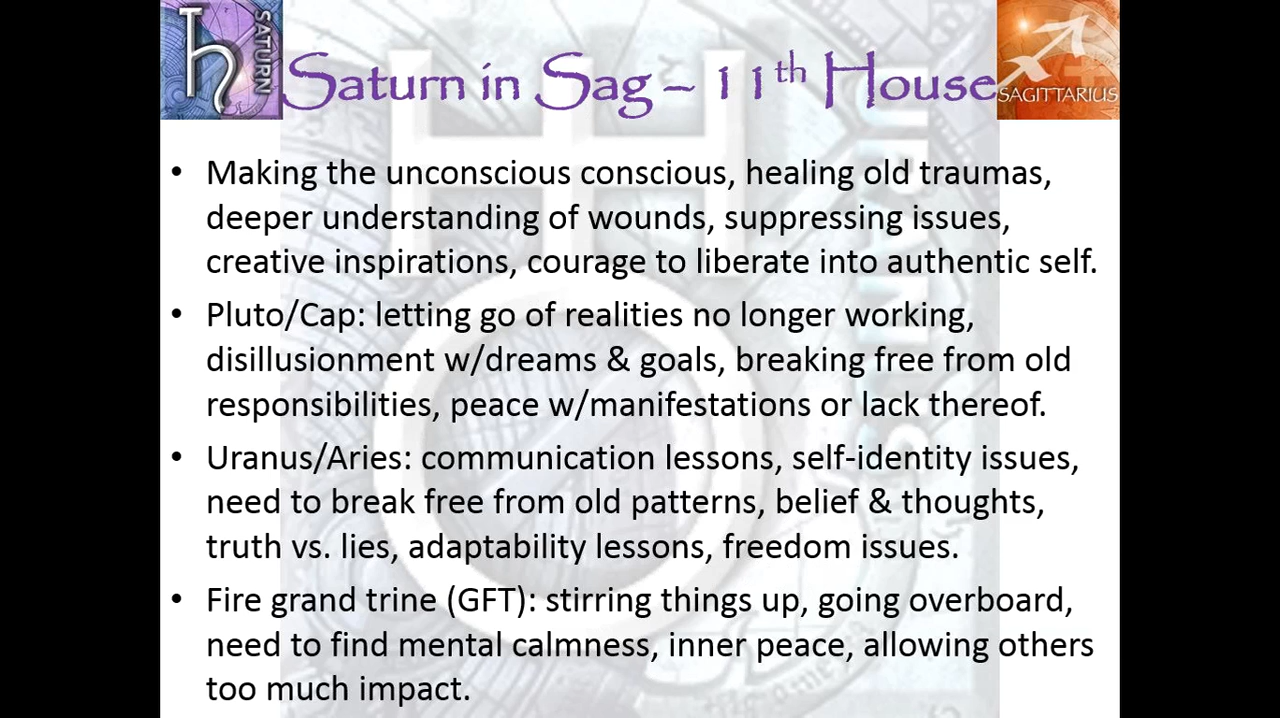 SATURN
Saturn in Sag – 11th House
SAGITTARIUS
• Making the unconscious conscious, healing old traumas,
deeper understanding of wounds, suppressing issues,
creative inspirations, courage to liberate into authentic self.
• Pluto/Cap: letting go of realities no longer working,
disillusionment w/dreams & goals, breaking free from old
responsibilities, peace w/manifestations or lack thereof.
• Uranus/Aries: communication lessons, self-identity issues,
need to break free from old patterns, belief & thoughts,
truth vs. lies, adaptability lessons, freedom issues.
• Fire grand trine (GFT): stirring things up, going overboard,
need to find mental calmness, inner peace, allowing others
too much impact.